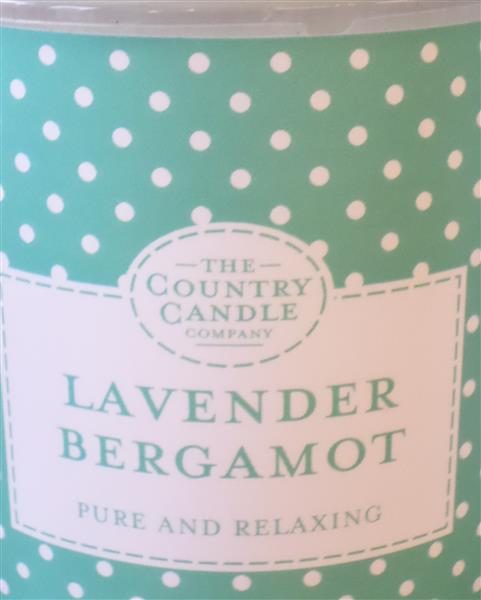 THE
COUNTRY
CANDLE
COMPANY
LAVENDER
BERGAMOT
PURE AND RELAXING